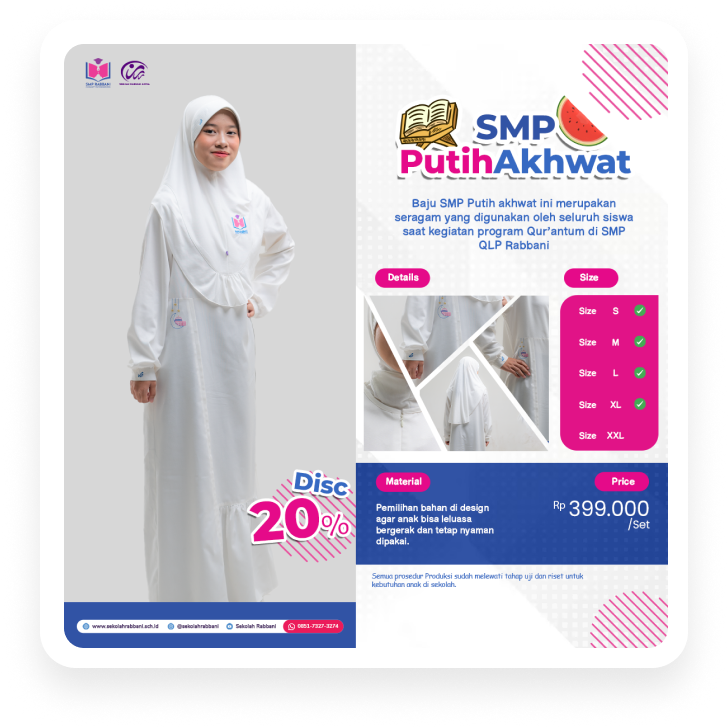 SMP RABBANI
SMP
PutihAkhwat
Baju SMP Putih akhwat ini merupakan
seragam yang digunakan oleh seluruh siswa
saat kegiatan program Qur'antum di SMP
QLP Rabbani
Details
Size
Size S
Size M
Size L
Size XL
Size XXL
Disc
20%
Material
Price
Pemilihan bahan di design
agar anak bisa leluasa
bergerak dan tetap nyaman
dipakai.
Rp 399.000
/Set
Semua prosedur Produksi sudah melewati tahap uji dan riset untuk
kebutuhan anak di sekolah.
www.sekolahrabbani.sch.id @sekolahrabbani Sekolah Rabbani 0851-7327-3274